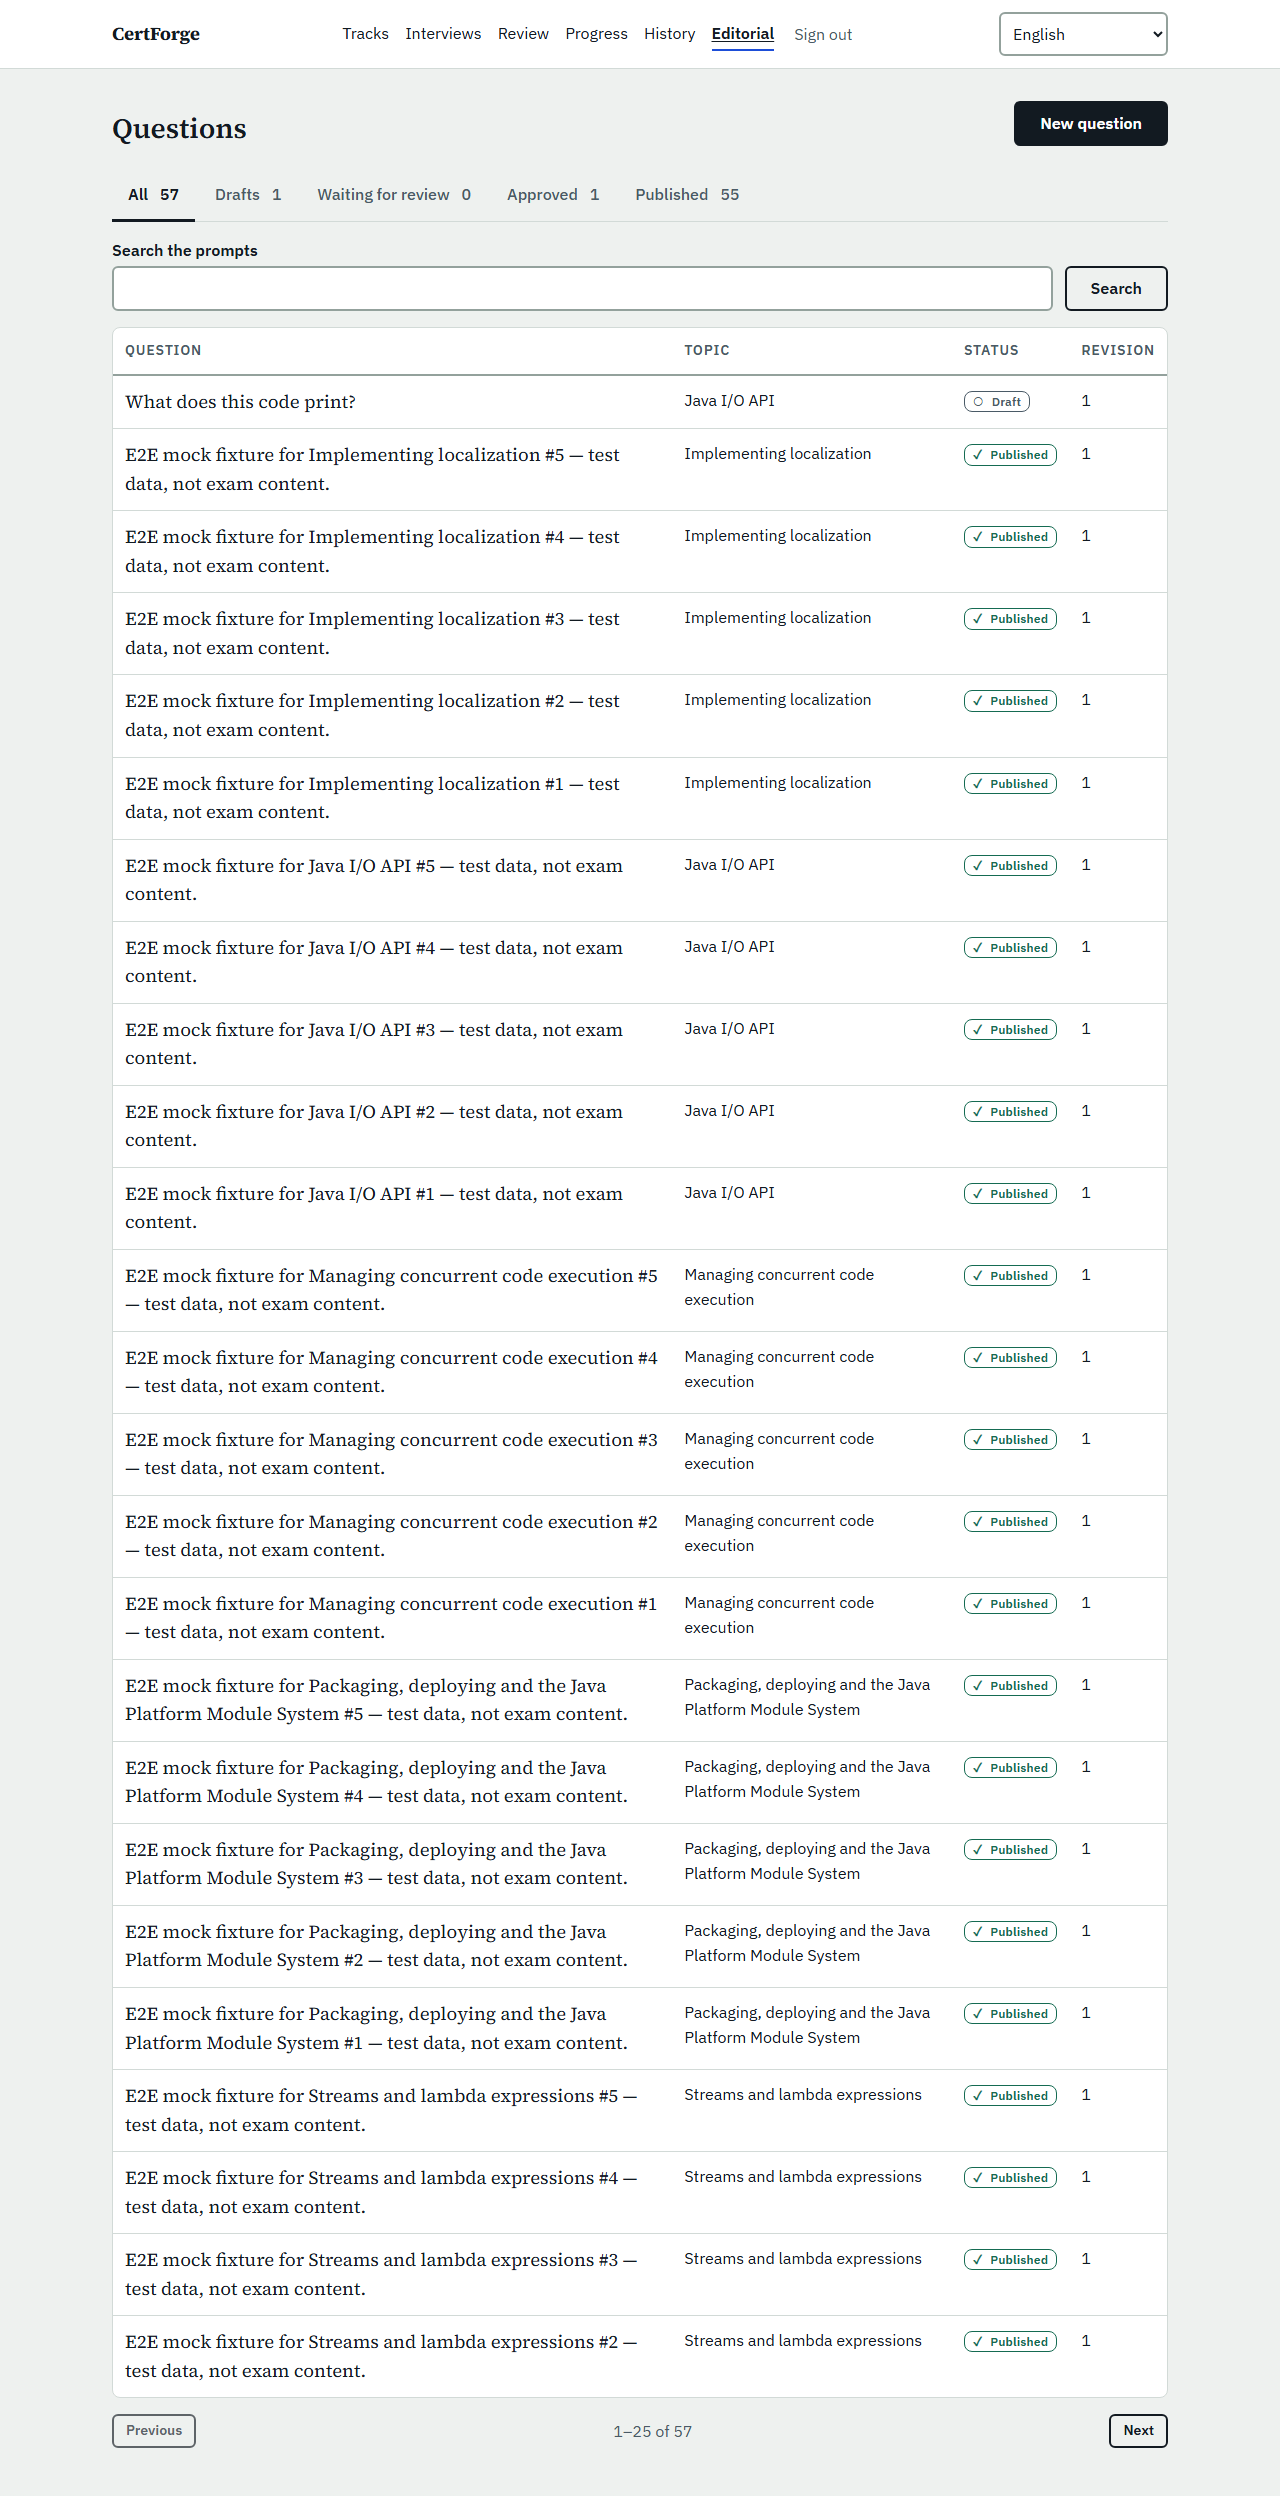 CertForge Tracks Interviews Review Progress History Editorial Sign out English
Questions New question
All 57 Drafts 1 Waiting for review 0 Approved 1 Published 55
Search the prompts
Search
QUESTION TOPIC STATUS REVISION
What does this code print? Java I/O API Draft 1
E2E mock fixture for Implementing localization #5 — test Implementing localization ✓ Published 1
data, not exam content.
E2E mock fixture for Implementing localization #4 — test Implementing localization ✓ Published 1
data, not exam content.
E2E mock fixture for Implementing localization #3 — test Implementing localization ✓ Published 1
data, not exam content.
E2E mock fixture for Implementing localization #2 — test Implementing localization ✓ Published 1
data, not exam content.
E2E mock fixture for Implementing localization #1 — test Implementing localization ✓ Published 1
data, not exam content.
E2E mock fixture for Java I/O API #5 — test data, not exam Java I/O API ✓ Published 1
content.
E2E mock fixture for Java I/O API #4 — test data, not exam Java I/O API ✓ Published 1
content.
E2E mock fixture for Java I/O API #3 — test data, not exam Java I/O API ✓ Published 1
content.
E2E mock fixture for Java I/O API #2 — test data, not exam Java I/O API ✓ Published 1
content.
E2E mock fixture for Java I/O API #1 — test data, not exam Java I/O API ✓ Published 1
content.
E2E mock fixture for Managing concurrent code execution #5 Managing concurrent code ✓ Published 1
— test data, not exam content. execution
E2E mock fixture for Managing concurrent code execution #4 Managing concurrent code ✓ Published 1
— test data, not exam content. execution
E2E mock fixture for Managing concurrent code execution #3 Managing concurrent code ✓ Published 1
— test data, not exam content. execution
E2E mock fixture for Managing concurrent code execution #2 Managing concurrent code ✓ Published 1
— test data, not exam content. execution
E2E mock fixture for Managing concurrent code execution #1 Managing concurrent code ✓ Published 1
— test data, not exam content. execution
E2E mock fixture for Packaging, deploying and the Java Packaging, deploying and the Java ✓ Published 1
Platform Module System #5 — test data, not exam content. Platform Module System
E2E mock fixture for Packaging, deploying and the Java Packaging, deploying and the Java ✓ Published 1
Platform Module System #4 — test data, not exam content. Platform Module System
E2E mock fixture for Packaging, deploying and the Java Packaging, deploying and the Java ✓ Published 1
Platform Module System #3 — test data, not exam content. Platform Module System
E2E mock fixture for Packaging, deploying and the Java Packaging, deploying and the Java ✓ Published 1
Platform Module System #2 — test data, not exam content. Platform Module System
E2E mock fixture for Packaging, deploying and the Java Packaging, deploying and the Java ✓ Published 1
Platform Module System #1 — test data, not exam content. Platform Module System
E2E mock fixture for Streams and lambda expressions #5 — Streams and lambda expressions ✓ Published 1
test data, not exam content.
E2E mock fixture for Streams and lambda expressions #4 — Streams and lambda expressions ✓ Published 1
test data, not exam content.
E2E mock fixture for Streams and lambda expressions #3 — Streams and lambda expressions ✓ Published 1
test data, not exam content.
E2E mock fixture for Streams and lambda expressions #2 — Streams and lambda expressions ✓ Published 1
test data, not exam content.
Previous 1–25 of 57 Next